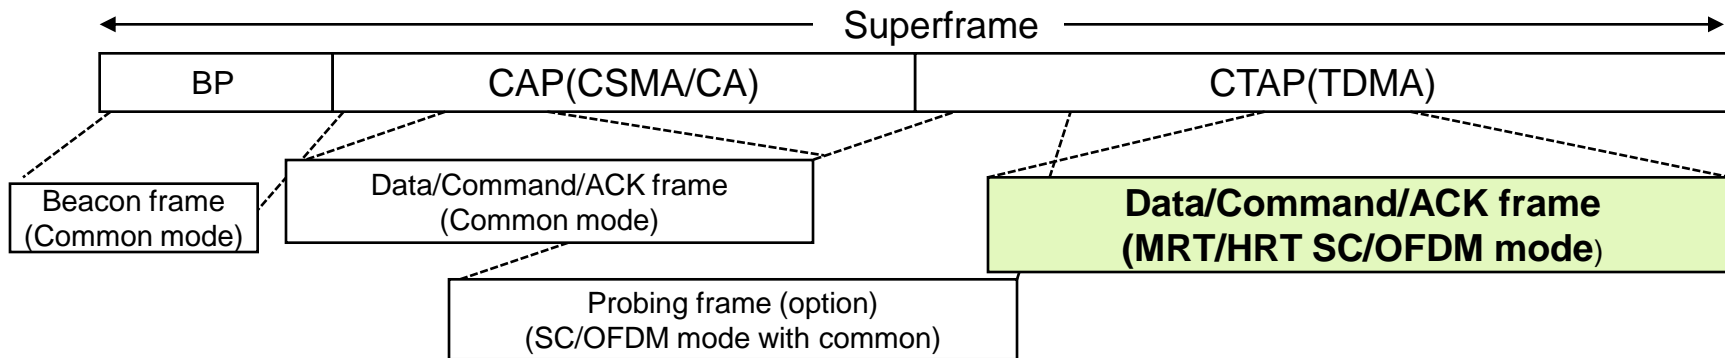 Superframe
BP
CAP(CSMA/CA)
CTAP(TDMA)
Beacon frame
(Common mode)
Data/Command/ACK frame
(Common mode)
Data/Command/ACK frame
(MRT/HRT SC/OFDM mode)
Probing frame (option)
(SC/OFDM mode with common)